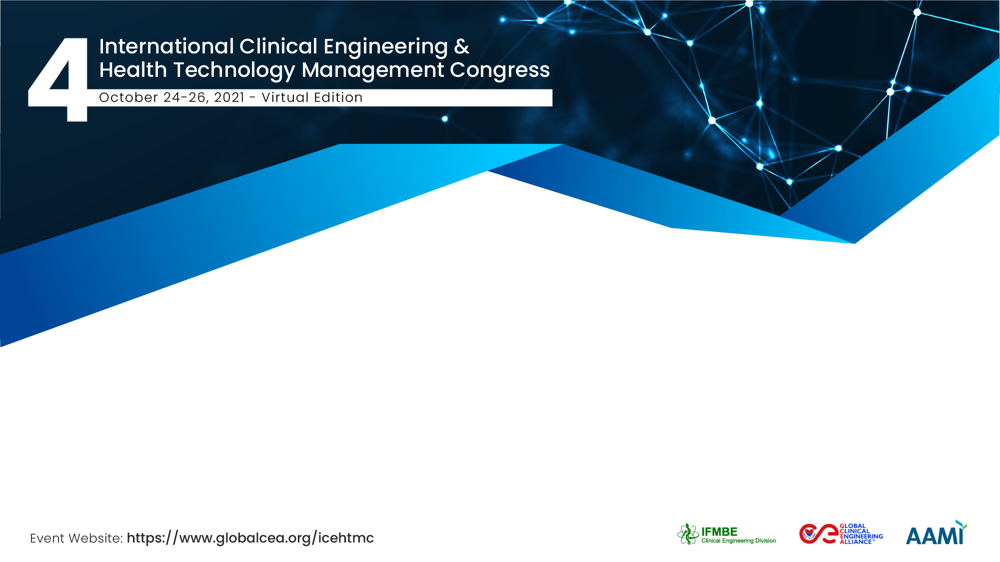 4
International Clinical Engineering &
Health Technology Management Congress
October 24-26, 2021 - Virtual Edition
Event Website: https://www.globalcea.org/icehtmc
IFMBE
Clinical Engineering Division
GLOBAL
CLINICAL
ENGINEERING
ALLIANCE™
AAMI